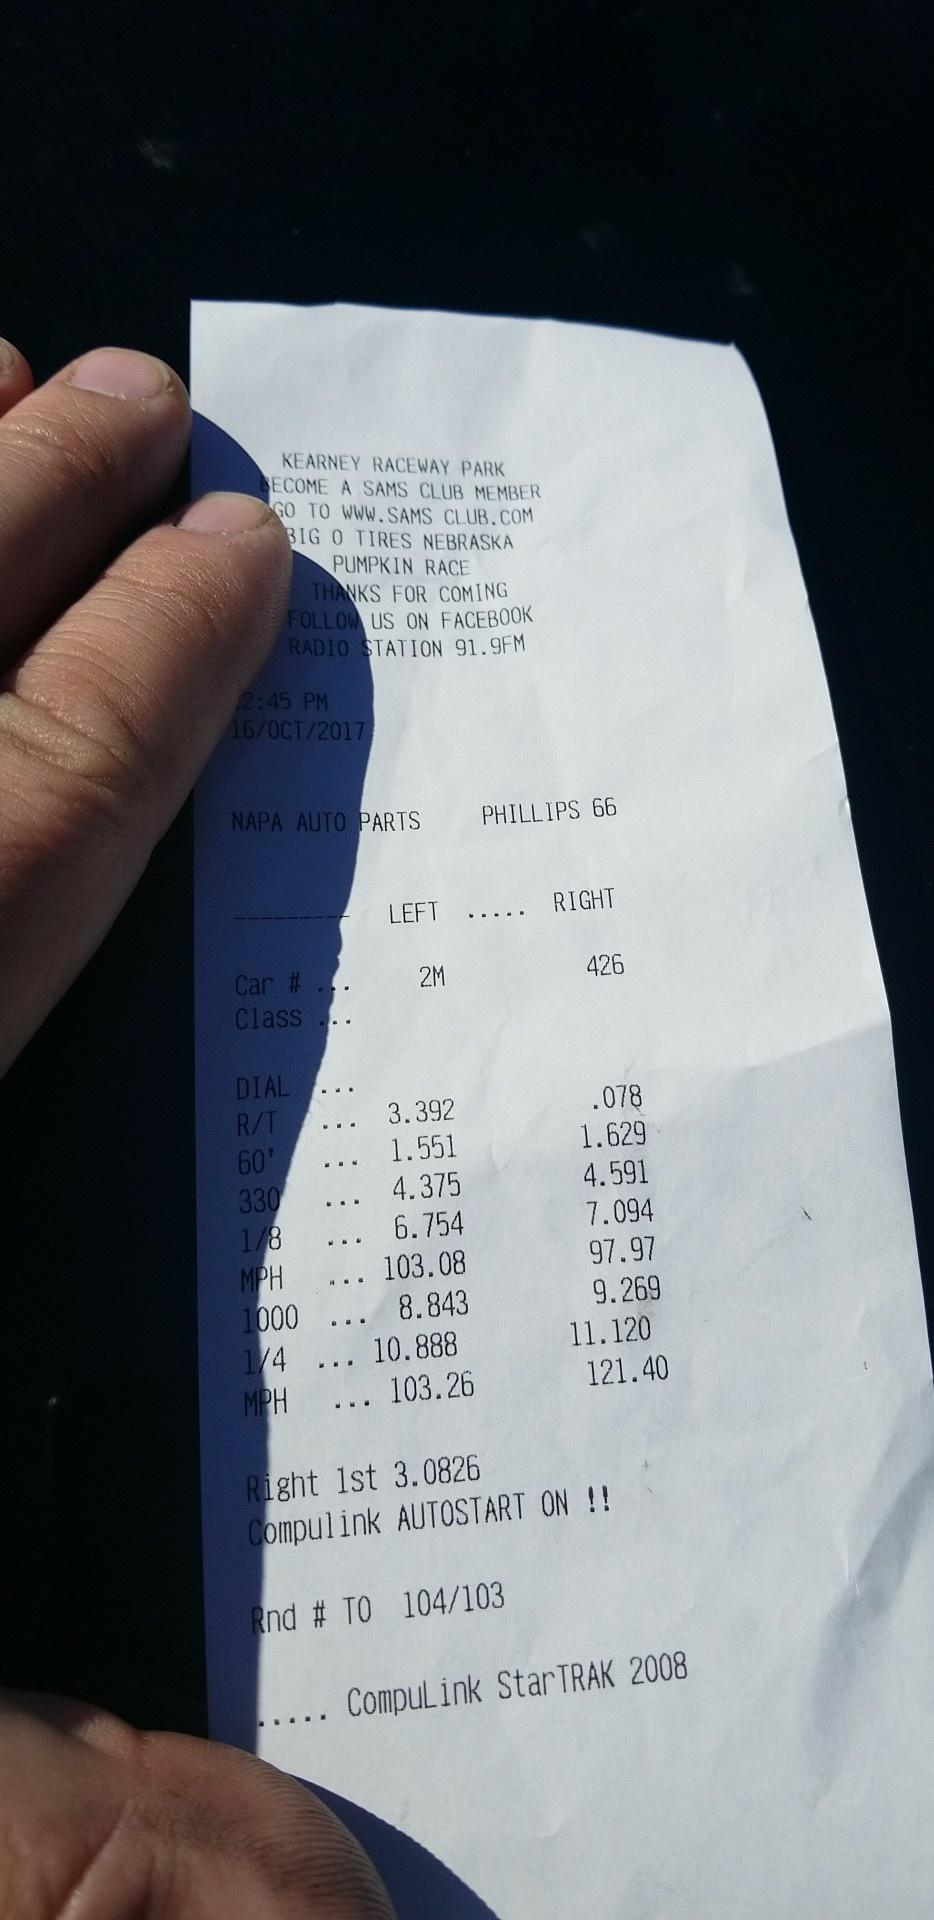 KEARNEY RACEWAY PARK
BECOME A SAMS CLUB MEMBER
GO TO WWW.SAMS CLUB.COM
BIG O TIRES NEBRASKA
PUMPKIN RACE
THANKS FOR COMING
FOLLOW US ON FACEBOOK
RADIO STATION 91.9FM
2:45 PM
16/OCT/2017
NAPA AUTO PARTS PHILLIPS 66
--------- LEFT ..... RIGHT
Car # ... 2M 426
Class ...
DIAL ...
R/T ... 3.392 .078
60' ... 1.551 1.629
330 ... 4.375 4.591
1/8 ... 6.754 7.094
MPH ... 103.08 97.97
1000 ... 8.843 9.269
1/4 ... 10.888 11.120
MPH ... 103.26 121.40
Right 1st 3.0826
Compulink AUTOSTART ON !!
Rnd # TO 104/103
..... CompuLink StarTRAK 2008